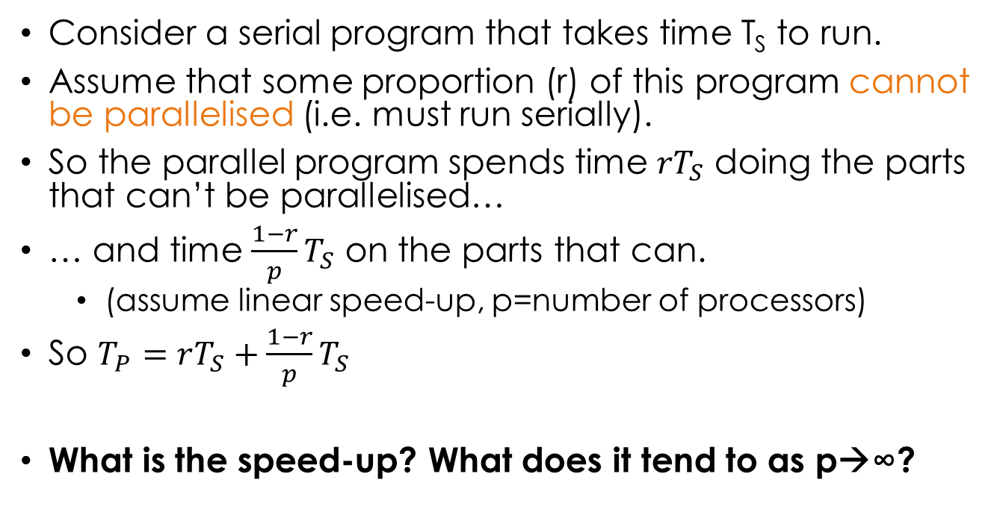 • Consider a serial program that takes time T_S to run.
• Assume that some proportion (r) of this program cannot
be parallelised (i.e. must run serially).
• So the parallel program spends time rT_S doing the parts
that can’t be parallelised…
• … and time \frac{1−r}{p} T_S on the parts that can.
• (assume linear speed-up, p=number of processors)
• So T_P = rT_S + \frac{1−r}{p} T_S
• What is the speed-up? What does it tend to as p→∞?